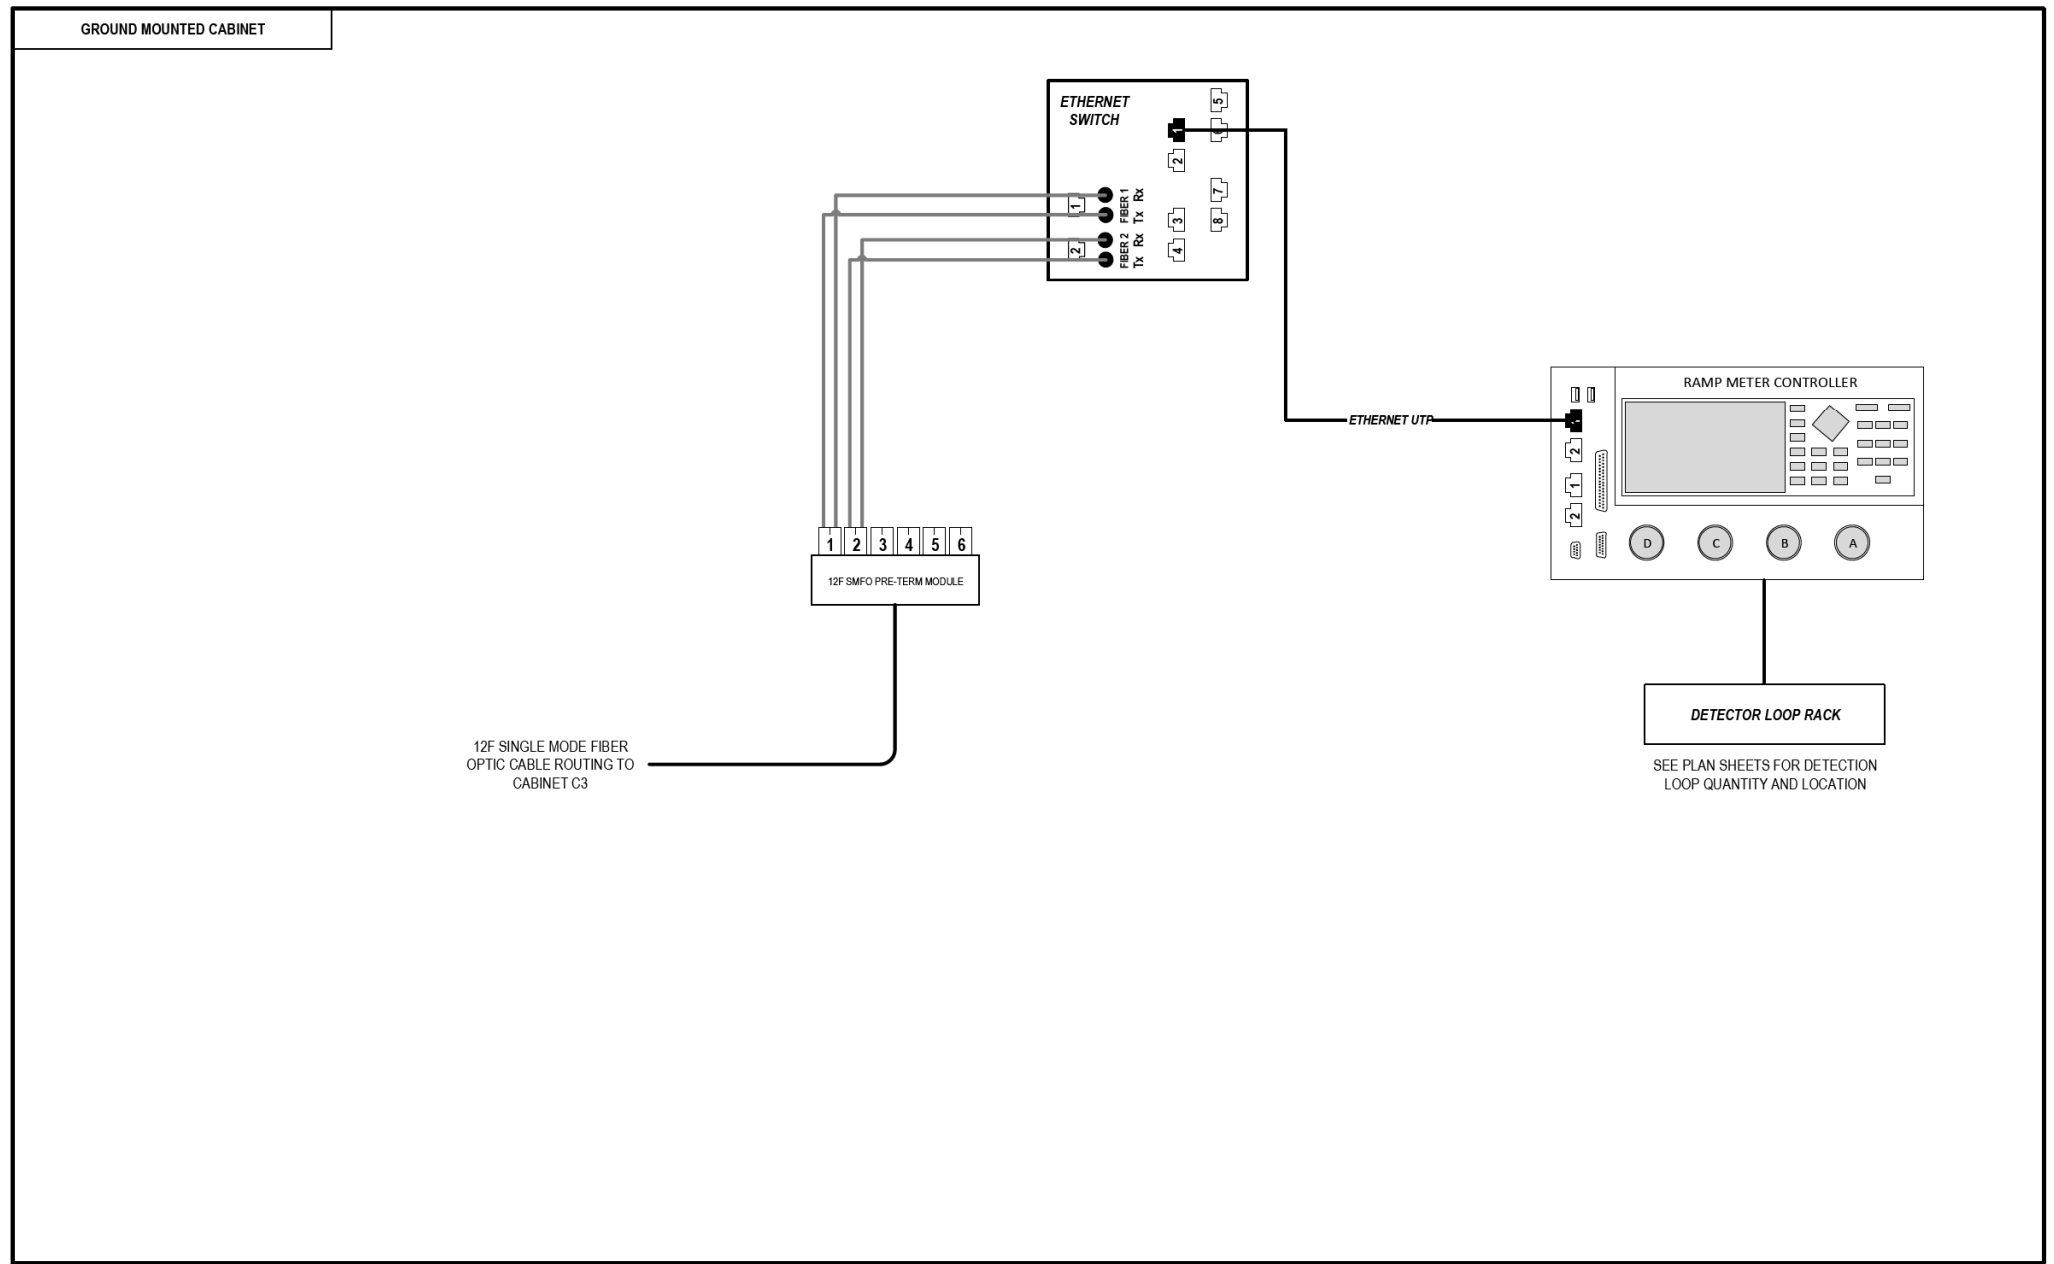 GROUND MOUNTED CABINET
ETHERNET
SWITCH
5
1
6
2
7
3
8
4
1
2
FIBER 1
Tx Rx
FIBER 2
Tx Rx
ETHERNET UTP
RAMP METER CONTROLLER
2
1
2
D C B A
1 2 3 4 5 6
12F SMFO PRE-TERM MODULE
DETECTOR LOOP RACK
SEE PLAN SHEETS FOR DETECTION
LOOP QUANTITY AND LOCATION
12F SINGLE MODE FIBER
OPTIC CABLE ROUTING TO
CABINET C3